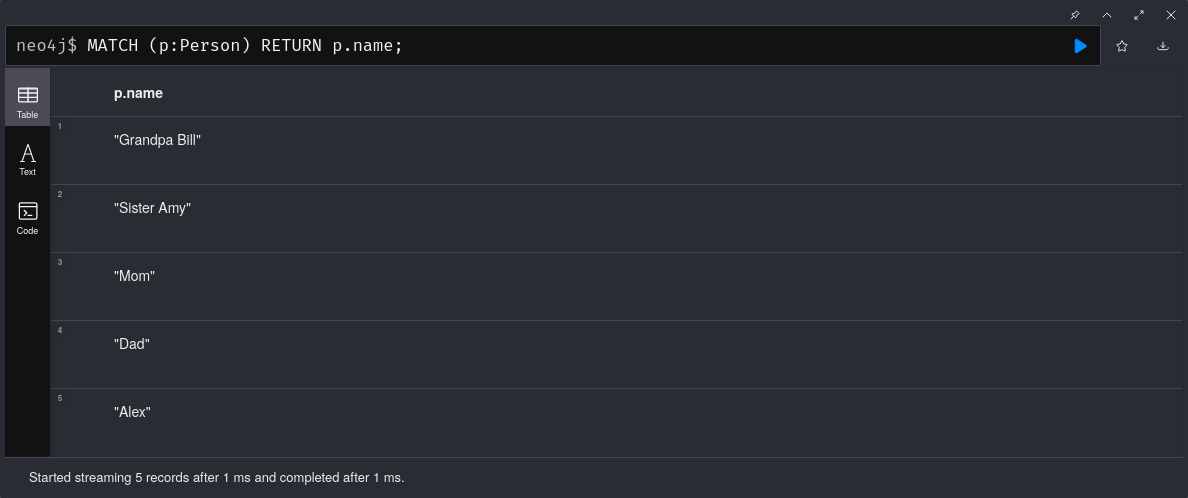 neo4j$ MATCH (p:Person) RETURN p.name;
Table
Text
Code
p.name
1
"Grandpa Bill"
2
"Sister Amy"
3
"Mom"
4
"Dad"
5
"Alex"
Started streaming 5 records after 1 ms and completed after 1 ms.